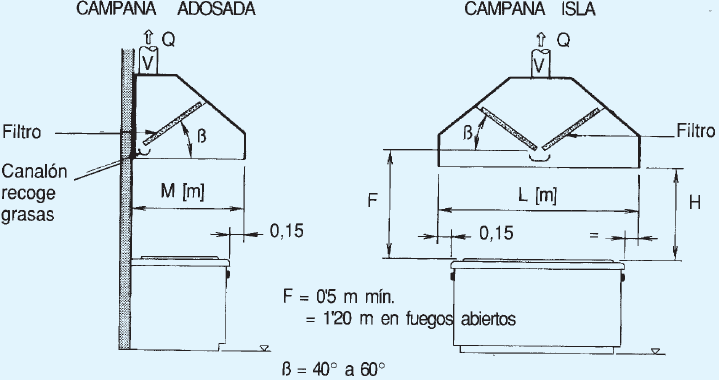 CAMPANA ADOSADA
CAMPANA ISLA
Q
V
Filtro
ß
Canalón
recoge
grasas
M [m]
0,15
Q
V
ß
Filtro
F
L [m]
H
0,15
=
F = 0'5 m mín.
= 1'20 m en fuegos abiertos
ß = 40° a 60°